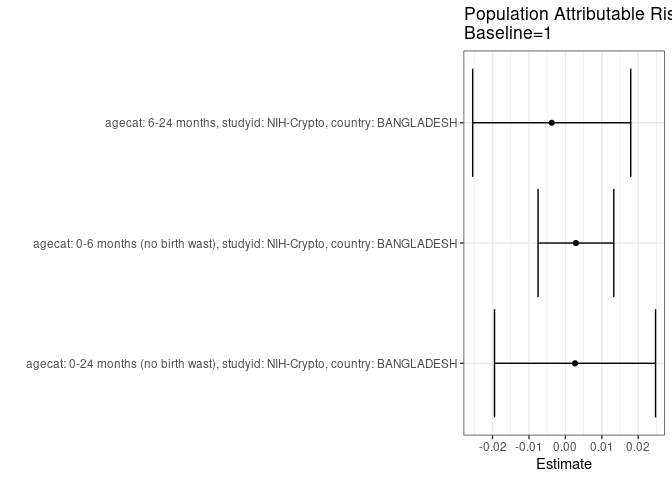 Population Attributable Ris
Baseline=1
agecat: 6-24 months, studyid: NIH-Crypto, country: BANGLADESH
agecat: 0-6 months (no birth wast), studyid: NIH-Crypto, country: BANGLADESH
agecat: 0-24 months (no birth wast), studyid: NIH-Crypto, country: BANGLADESH
-0.02 -0.01 0.00 0.01 0.02
Estimate